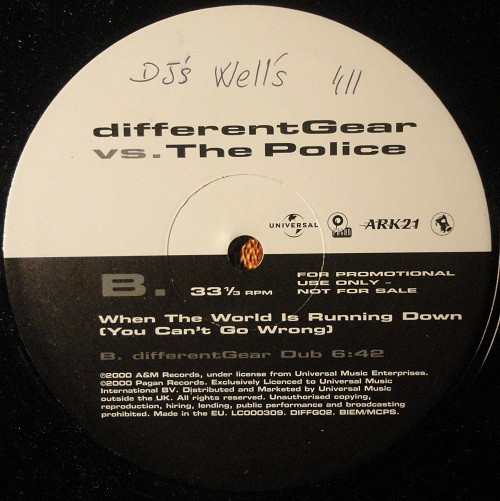 DJ's Well's 411
differentGear
vs. The Police
UNIVERSAL ARK21
B. 33⅓ RPM
FOR PROMOTIONAL
USE ONLY –
NOT FOR SALE
When The World Is Running Down
(You Can't Go Wrong)
B. differentGear Dub 6:42
℗2000 A&M Records, under license from Universal Music Enterprises.
©2000 Pagan Records. Exclusively Licenced to Universal Music
International BV. Distributed and Marketed by Universal Music
outside the UK. All rights reserved. Unauthorised copying,
reproduction, hiring, lending, public performance and broadcasting
prohibited. Made in the EU. LC000309. DIFFG02. BIEM/MCPS.